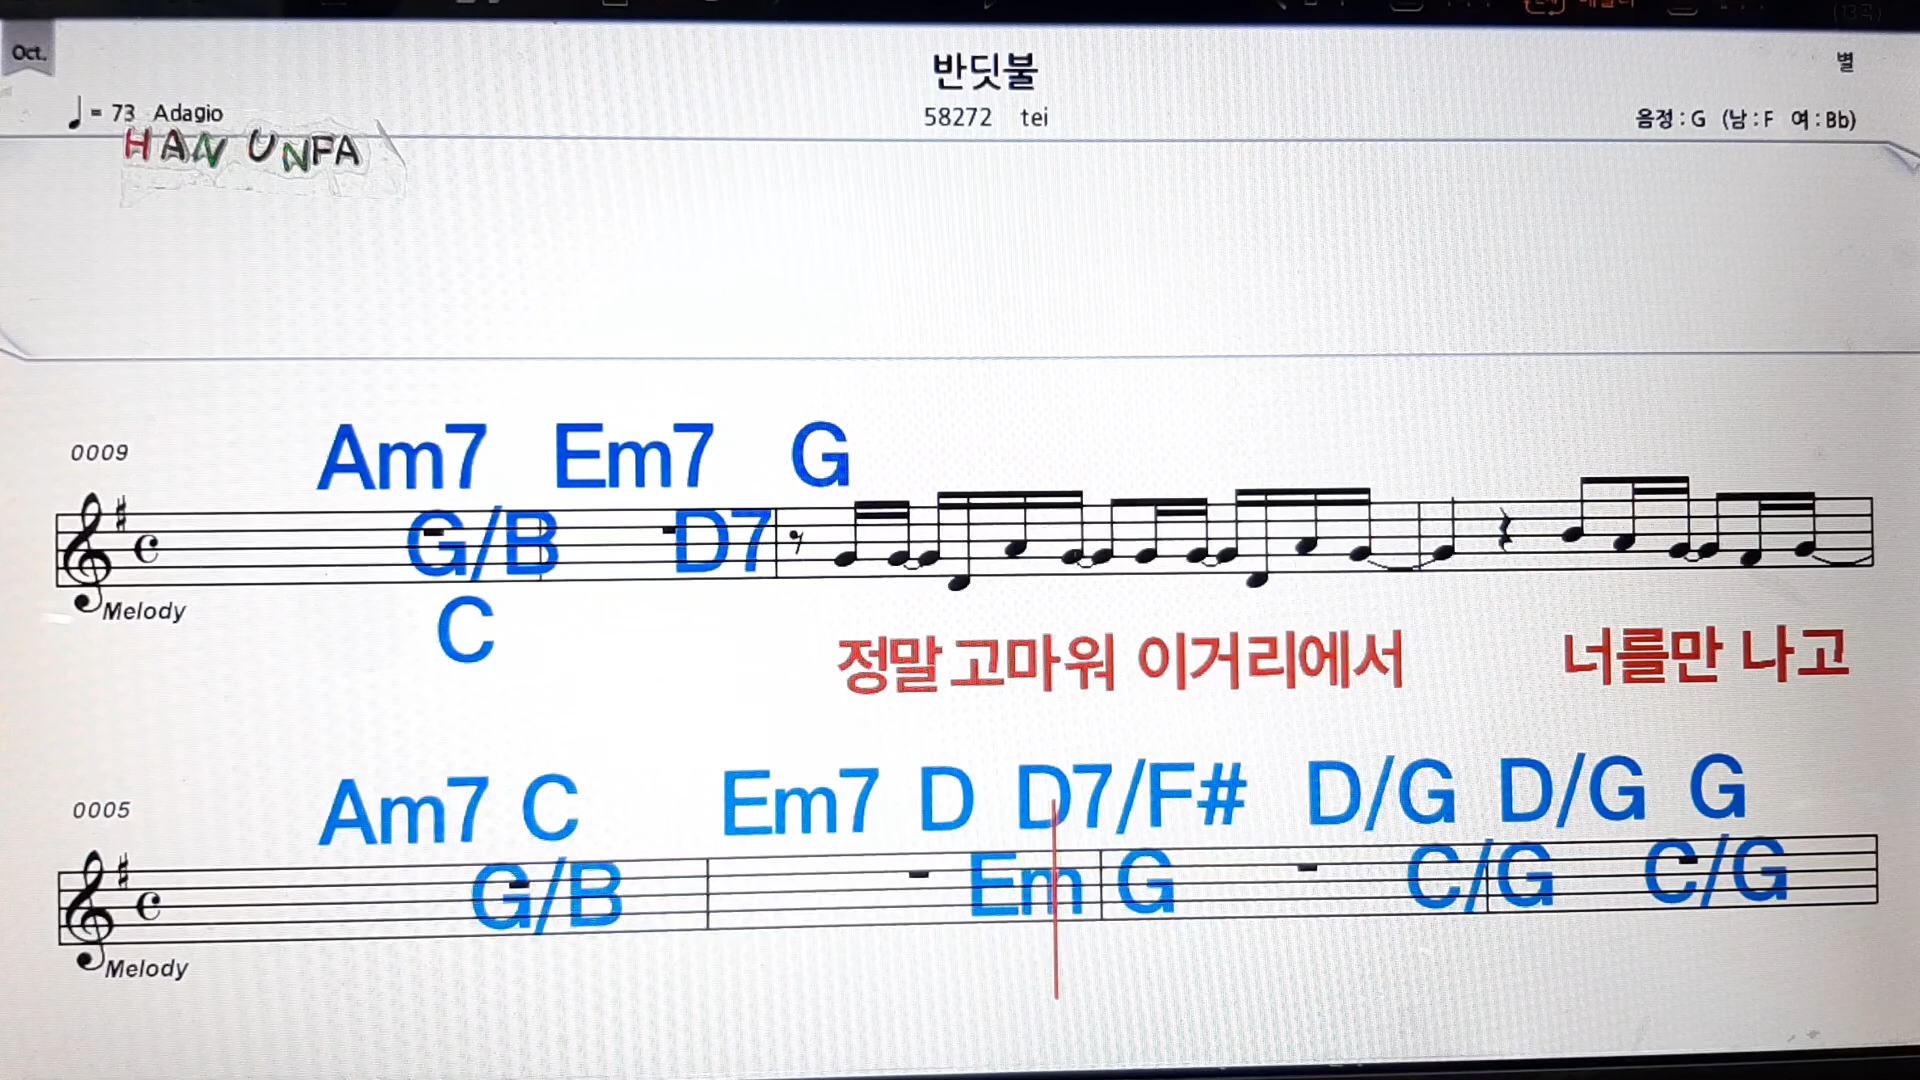 Oct.
반딧불
별
♩= 73 Adagio
58272 tei
음정 : G (남 : F 여 : Bb)
HAN UNFA
0009
Am7 Em7 G
G/B D7
Melody
C
정말 고마워 이거리에서 너를만 나고
0005
Am7 C Em7 D D7/F# D/G D/G G
G/B Em G C/G C/G
Melody